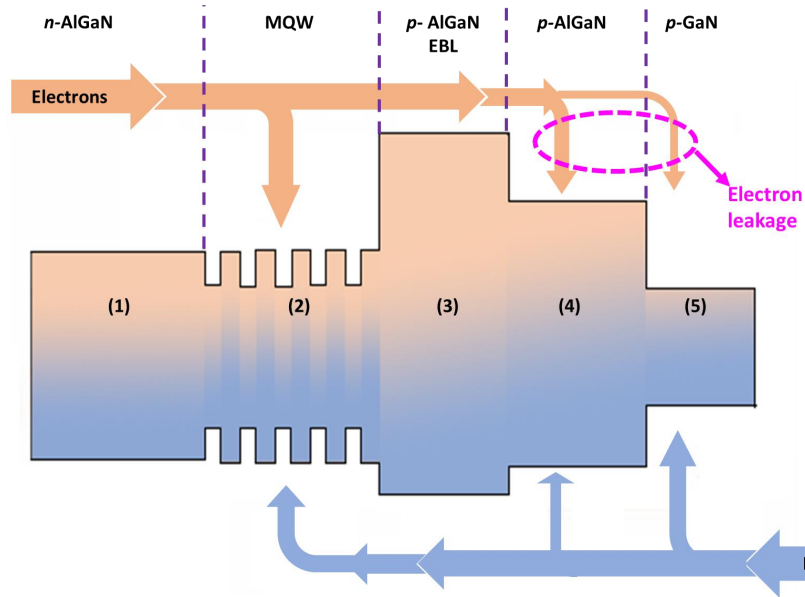 n-AlGaN
MQW
p- AlGaN
EBL
p-AlGaN
p-GaN
Electrons
Electron
leakage
(1)
(2)
(3)
(4)
(5)